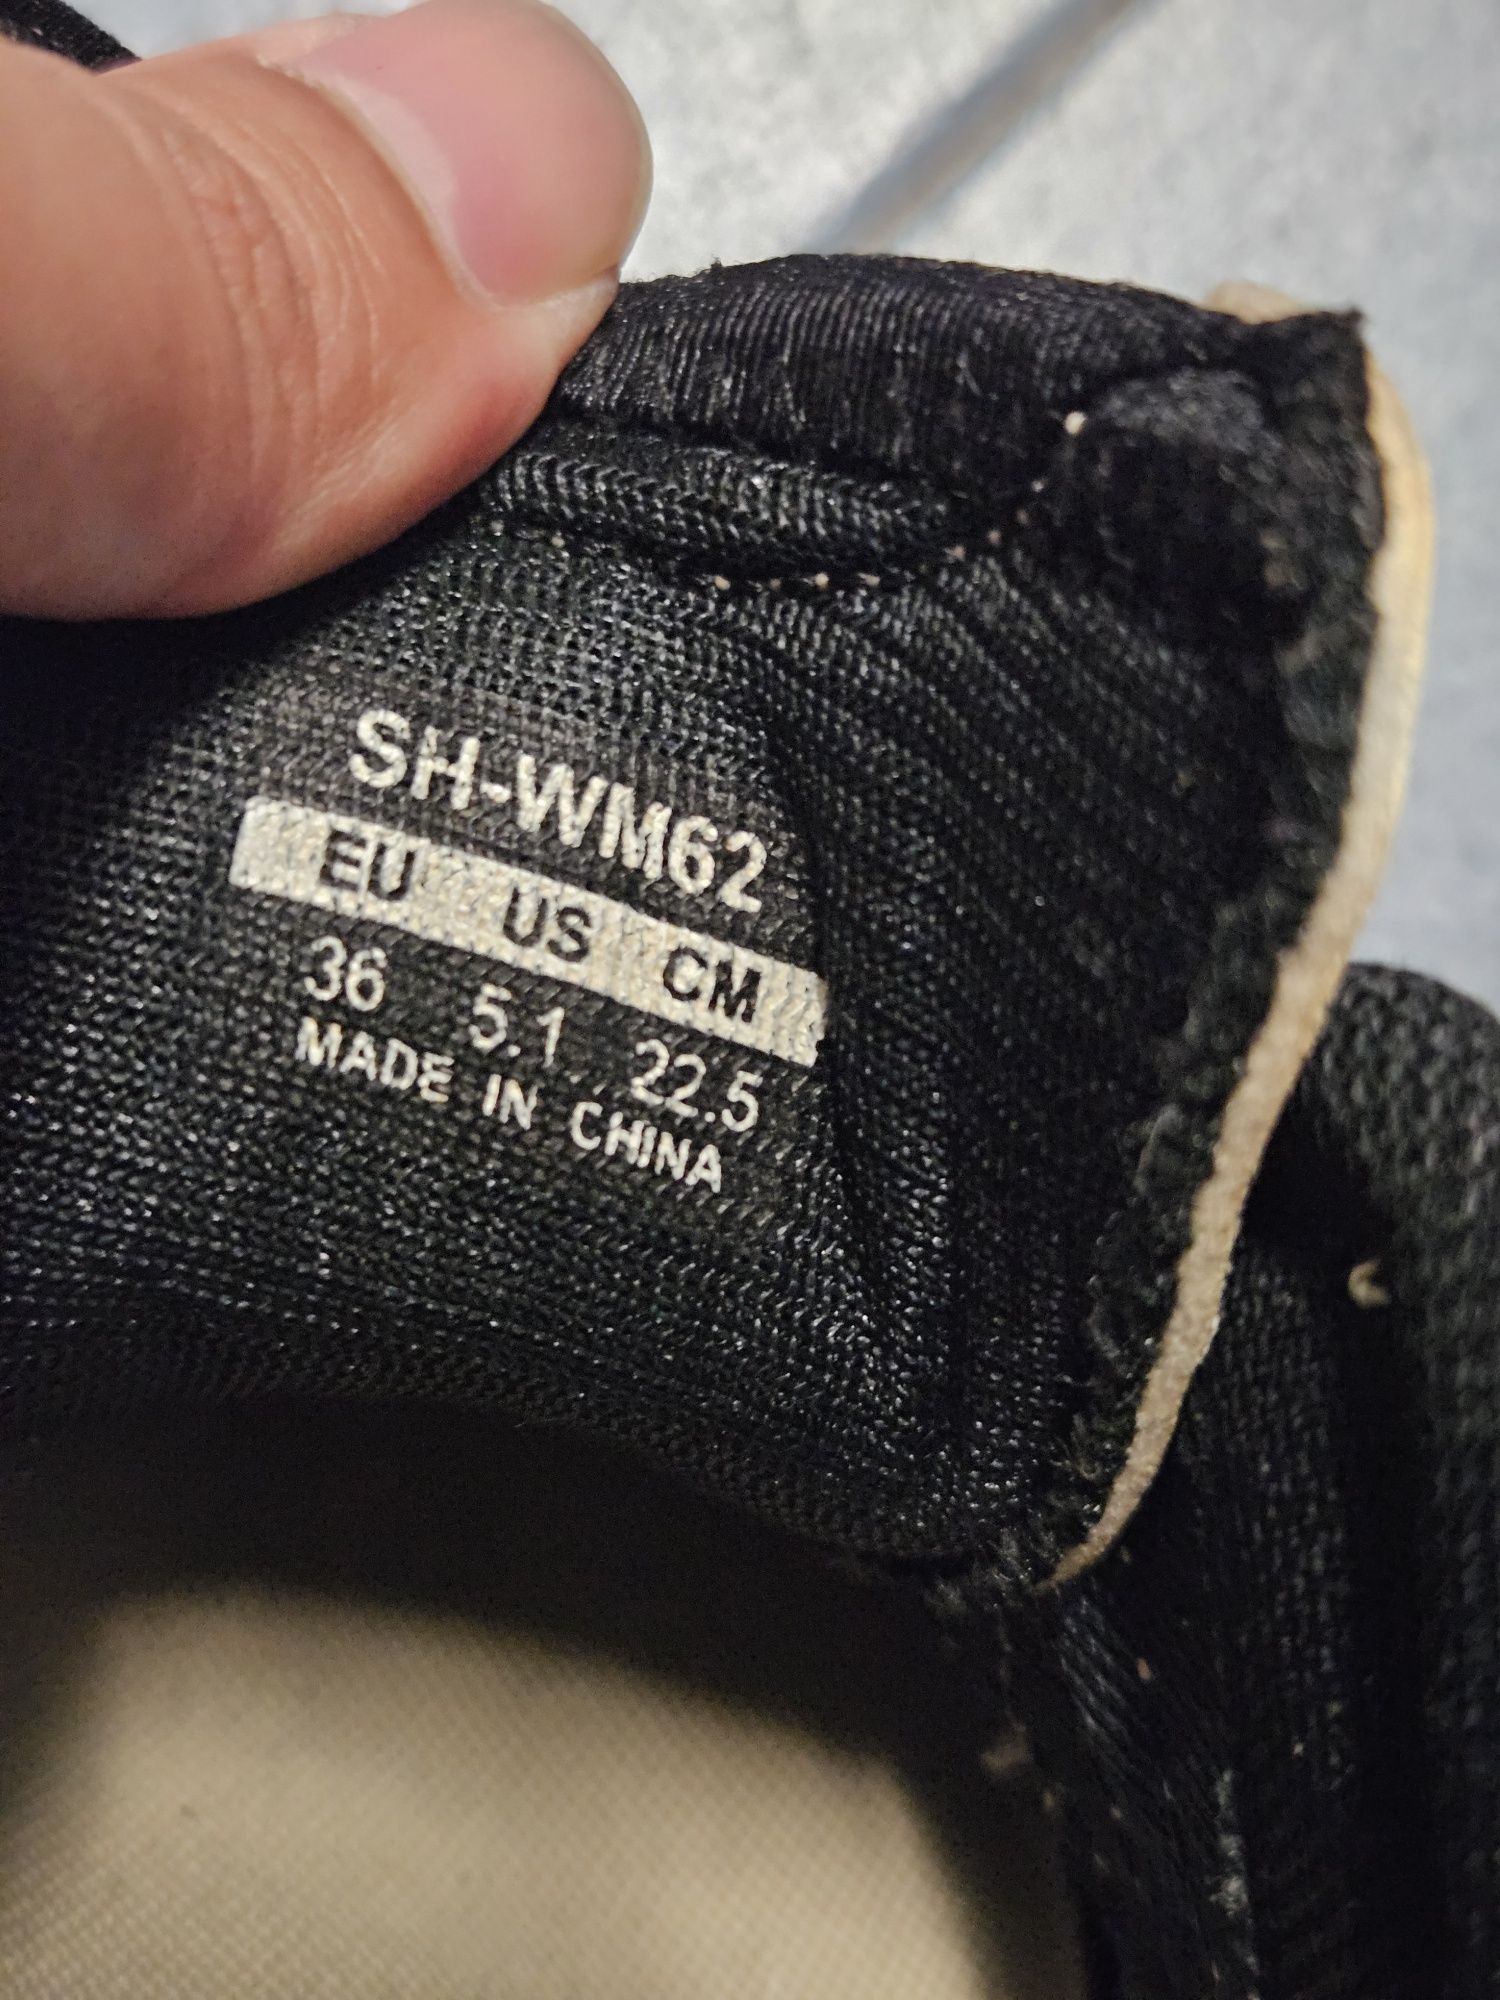 SH-WM62
EU US CM
36 5.1 22.5
MADE IN CHINA